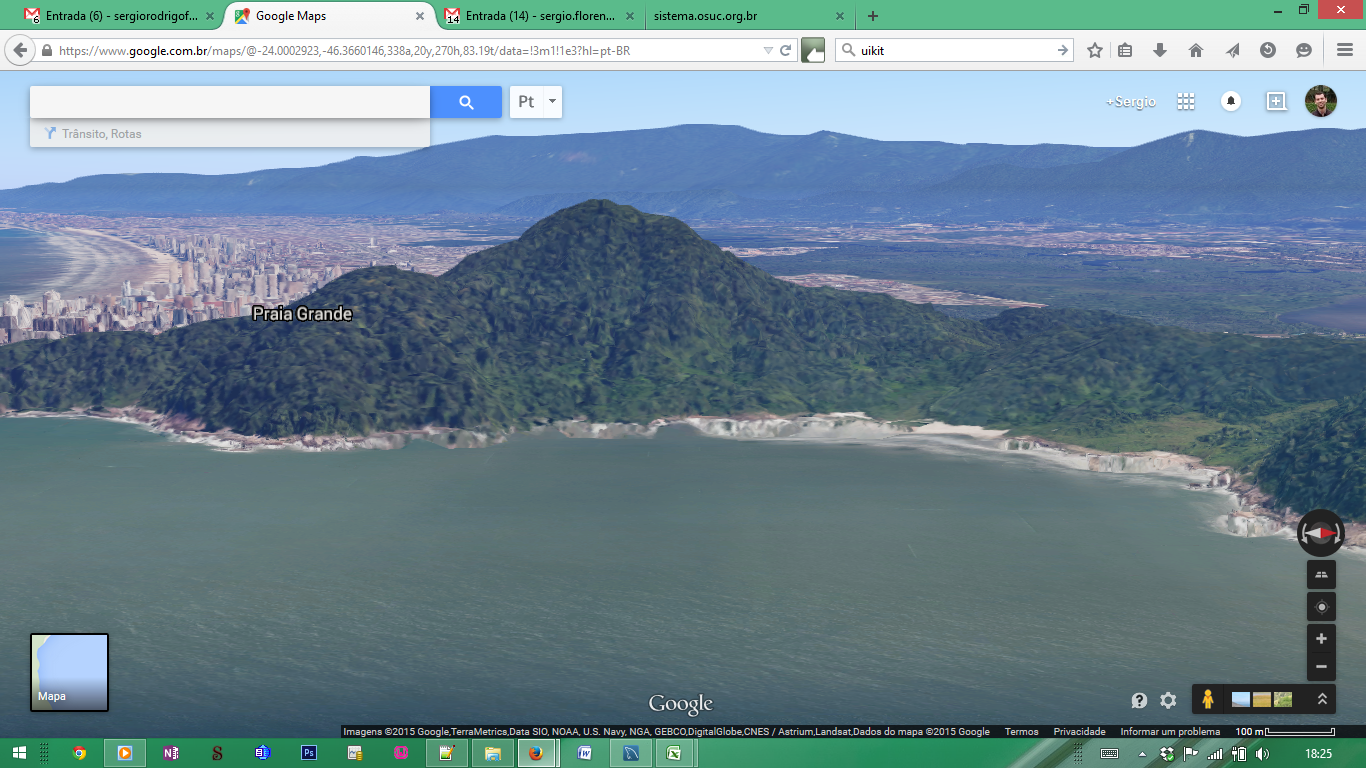 Entrada (6) - sergiorodrigof...
Google Maps
Entrada (14) - sergio.floren...
sistema.osuc.org.br
https://www.google.com.br/maps/@-24.0002923,-46.3660146,338a,20y,270h,83.19t/data=!3m1!1e3?hl=pt-BR
uikit
Pt
+Sergio
Trânsito, Rotas
Praia Grande
Mapa
Google
Imagens ©2015 Google,TerraMetrica,Data SIO, NOAA, U.S. Navy, NGA, GEBCO,DigitalGlobe,CNES / Astrium,Landsat,Dados do mapa ©2015 Google
Termos
Privacidade
Informar um problema
100 m
18:25